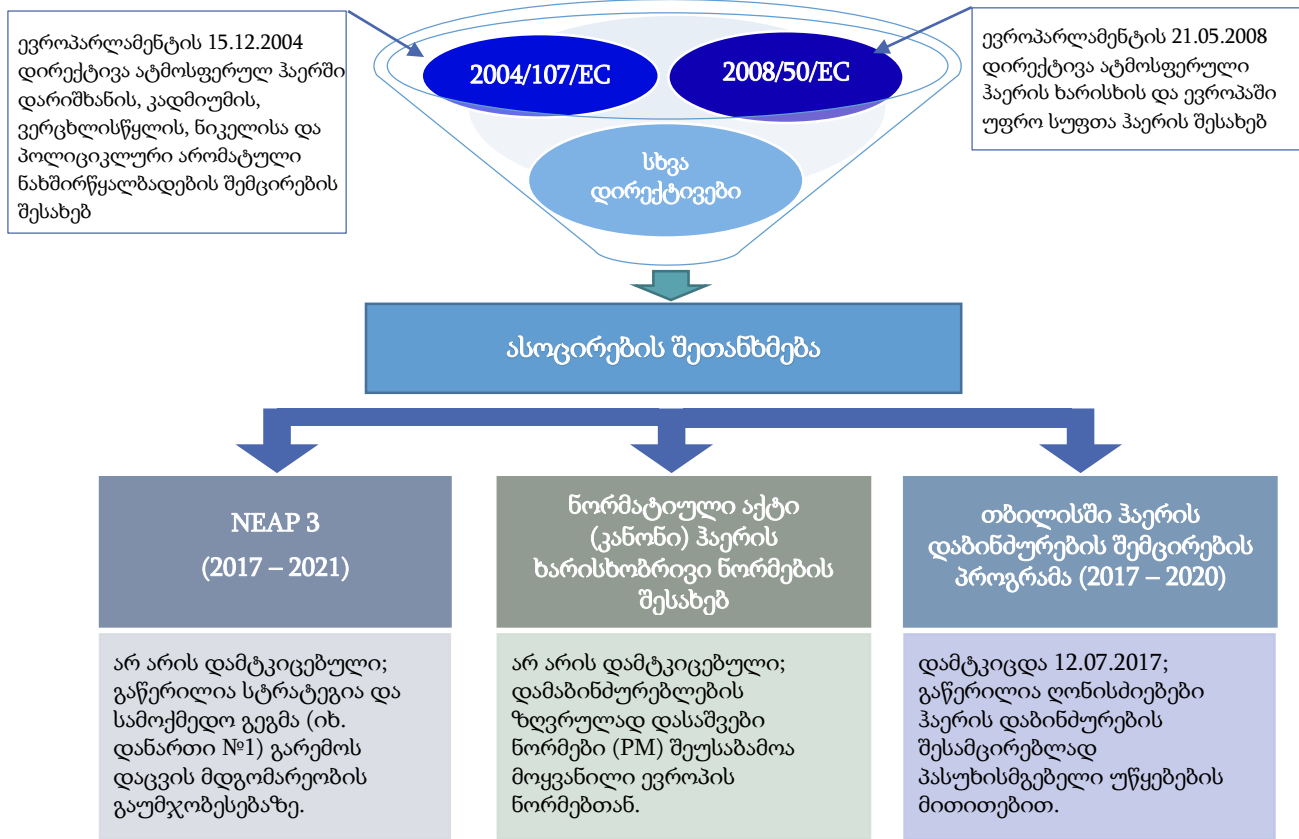 ევროპარლამენტის 15.12.2004
დირექტივა ატმოსფერულ ჰაერში
დარიშხანის, კადმიუმის,
ვერცხლისწყლის, ნიკელისა და
პოლიციკლური არომატული
ნახშირწყალბადების შემცირების
შესახებ
2004/107/EC
2008/50/EC
სხვა
დირექტივები
ევროპარლამენტის 21.05.2008
დირექტივა ატმოსფერული
ჰაერის ხარისხის და ევროპაში
უფრო სუფთა ჰაერის შესახებ
ასოცირების შეთანხმება
NEAP 3
(2017 – 2021)
არ არის დამტკიცებული;
გაწერილია სტრატეგია და
სამოქმედო გეგმა (იხ.
დანართი №1) გარემოს
დაცვის მდგომარეობის
გაუმჯობესებაზე.
ნორმატიული აქტი
(კანონი) ჰაერის
ხარისხობრივი ნორმების
შესახებ
არ არის დამტკიცებული;
დამაბინძურებლების
ზღვრულად დასაშვები
ნორმები (PM) შეუსაბამოა
მოყვანილი ევროპის
ნორმებთან.
თბილისში ჰაერის
დაბინძურების შემცირების
პროგრამა (2017 – 2020)
დამტკიცდა 12.07.2017;
გაწერილია ღონისძიებები
ჰაერის დაბინძურების
შესამცირებლად
პასუხისმგებელი უწყებების
მითითებით.